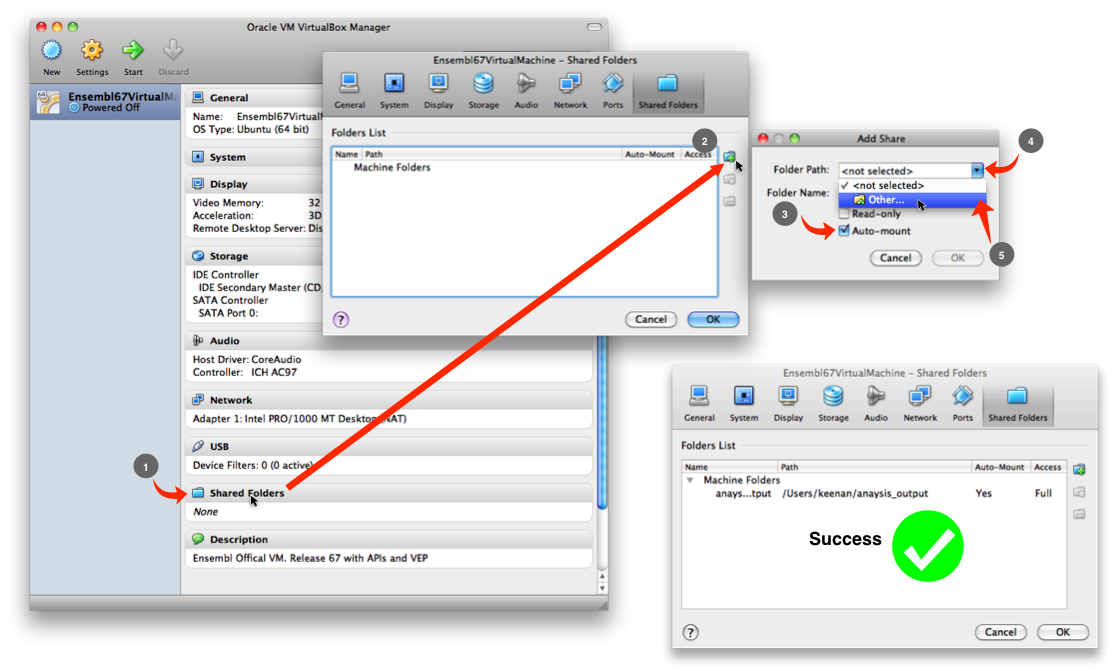 Oracle VM VirtualBox Manager
New Settings Start Discard
64
Ensembl67VirtualMa
Powered Off
General
Name: Ensembl67Virtual
OS Type: Ubuntu (64 bit)
System
Display
Video Memory: 32
Acceleration: 3D
Remote Desktop Server: Dis
Storage
IDE Controller
IDE Secondary Master (CD
SATA Controller
SATA Port 0:
Audio
Host Driver: CoreAudio
Controller: ICH AC97
Network
Adapter 1: Intel PRO/1000 MT Desktop (NAT)
USB
Device Filters: 0 (0 active)
1
Shared Folders
None
Description
Ensembl Offical VM. Release 67 with APIs and VEP
Ensembl67VirtualMachine – Shared Folders
General System Display Storage Audio Network Ports Shared Folders
Folders List
2
Name Path Auto-Mount Access
Machine Folders
? Cancel OK
Add Share
4
Folder Path: <not selected>
✓ <not selected>
Folder Name: Other...
3
Read-only
Auto-mount
5
Cancel OK
Ensembl67VirtualMachine – Shared Folders
General System Display Storage Audio Network Ports Shared Folders
Folders List
Name Path Auto-Mount Access
Machine Folders
anays...tput /Users/keenan/anaysis_output Yes Full
Success
? Cancel OK